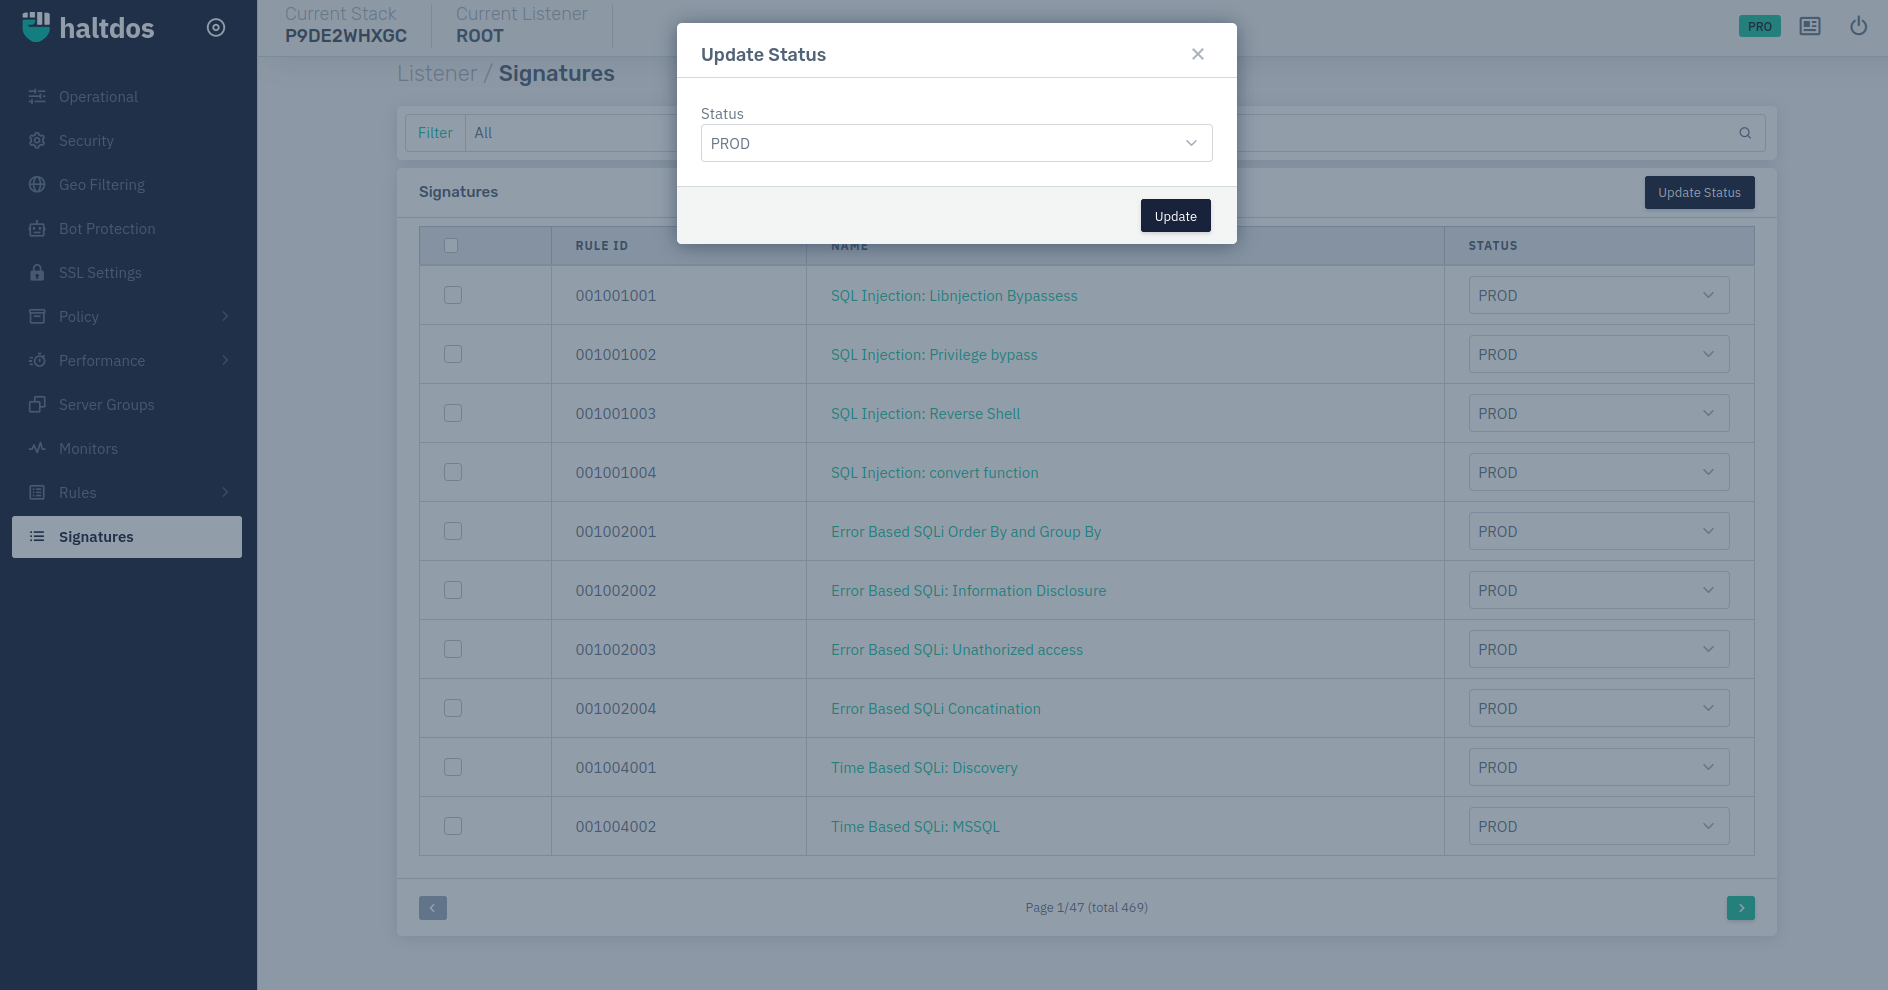 haltdos
Current Stack
P9DE2WHXGC
Current Listener
ROOT
PRO
Operational
Security
Geo Filtering
Bot Protection
SSL Settings
Policy
Performance
Server Groups
Monitors
Rules
Signatures
Listener / Signatures
Filter All
Update Status
Status
PROD
Update
Signatures
Update Status
RULE ID NAME STATUS
001001001 SQL Injection: Libnjection Bypassess PROD
001001002 SQL Injection: Privilege bypass PROD
001001003 SQL Injection: Reverse Shell PROD
001001004 SQL Injection: convert function PROD
001002001 Error Based SQLi Order By and Group By PROD
001002002 Error Based SQLi: Information Disclosure PROD
001002003 Error Based SQLi: Unathorized access PROD
001002004 Error Based SQLi Concatination PROD
001004001 Time Based SQLi: Discovery PROD
001004002 Time Based SQLi: MSSQL PROD
Page 1/47 (total 469)